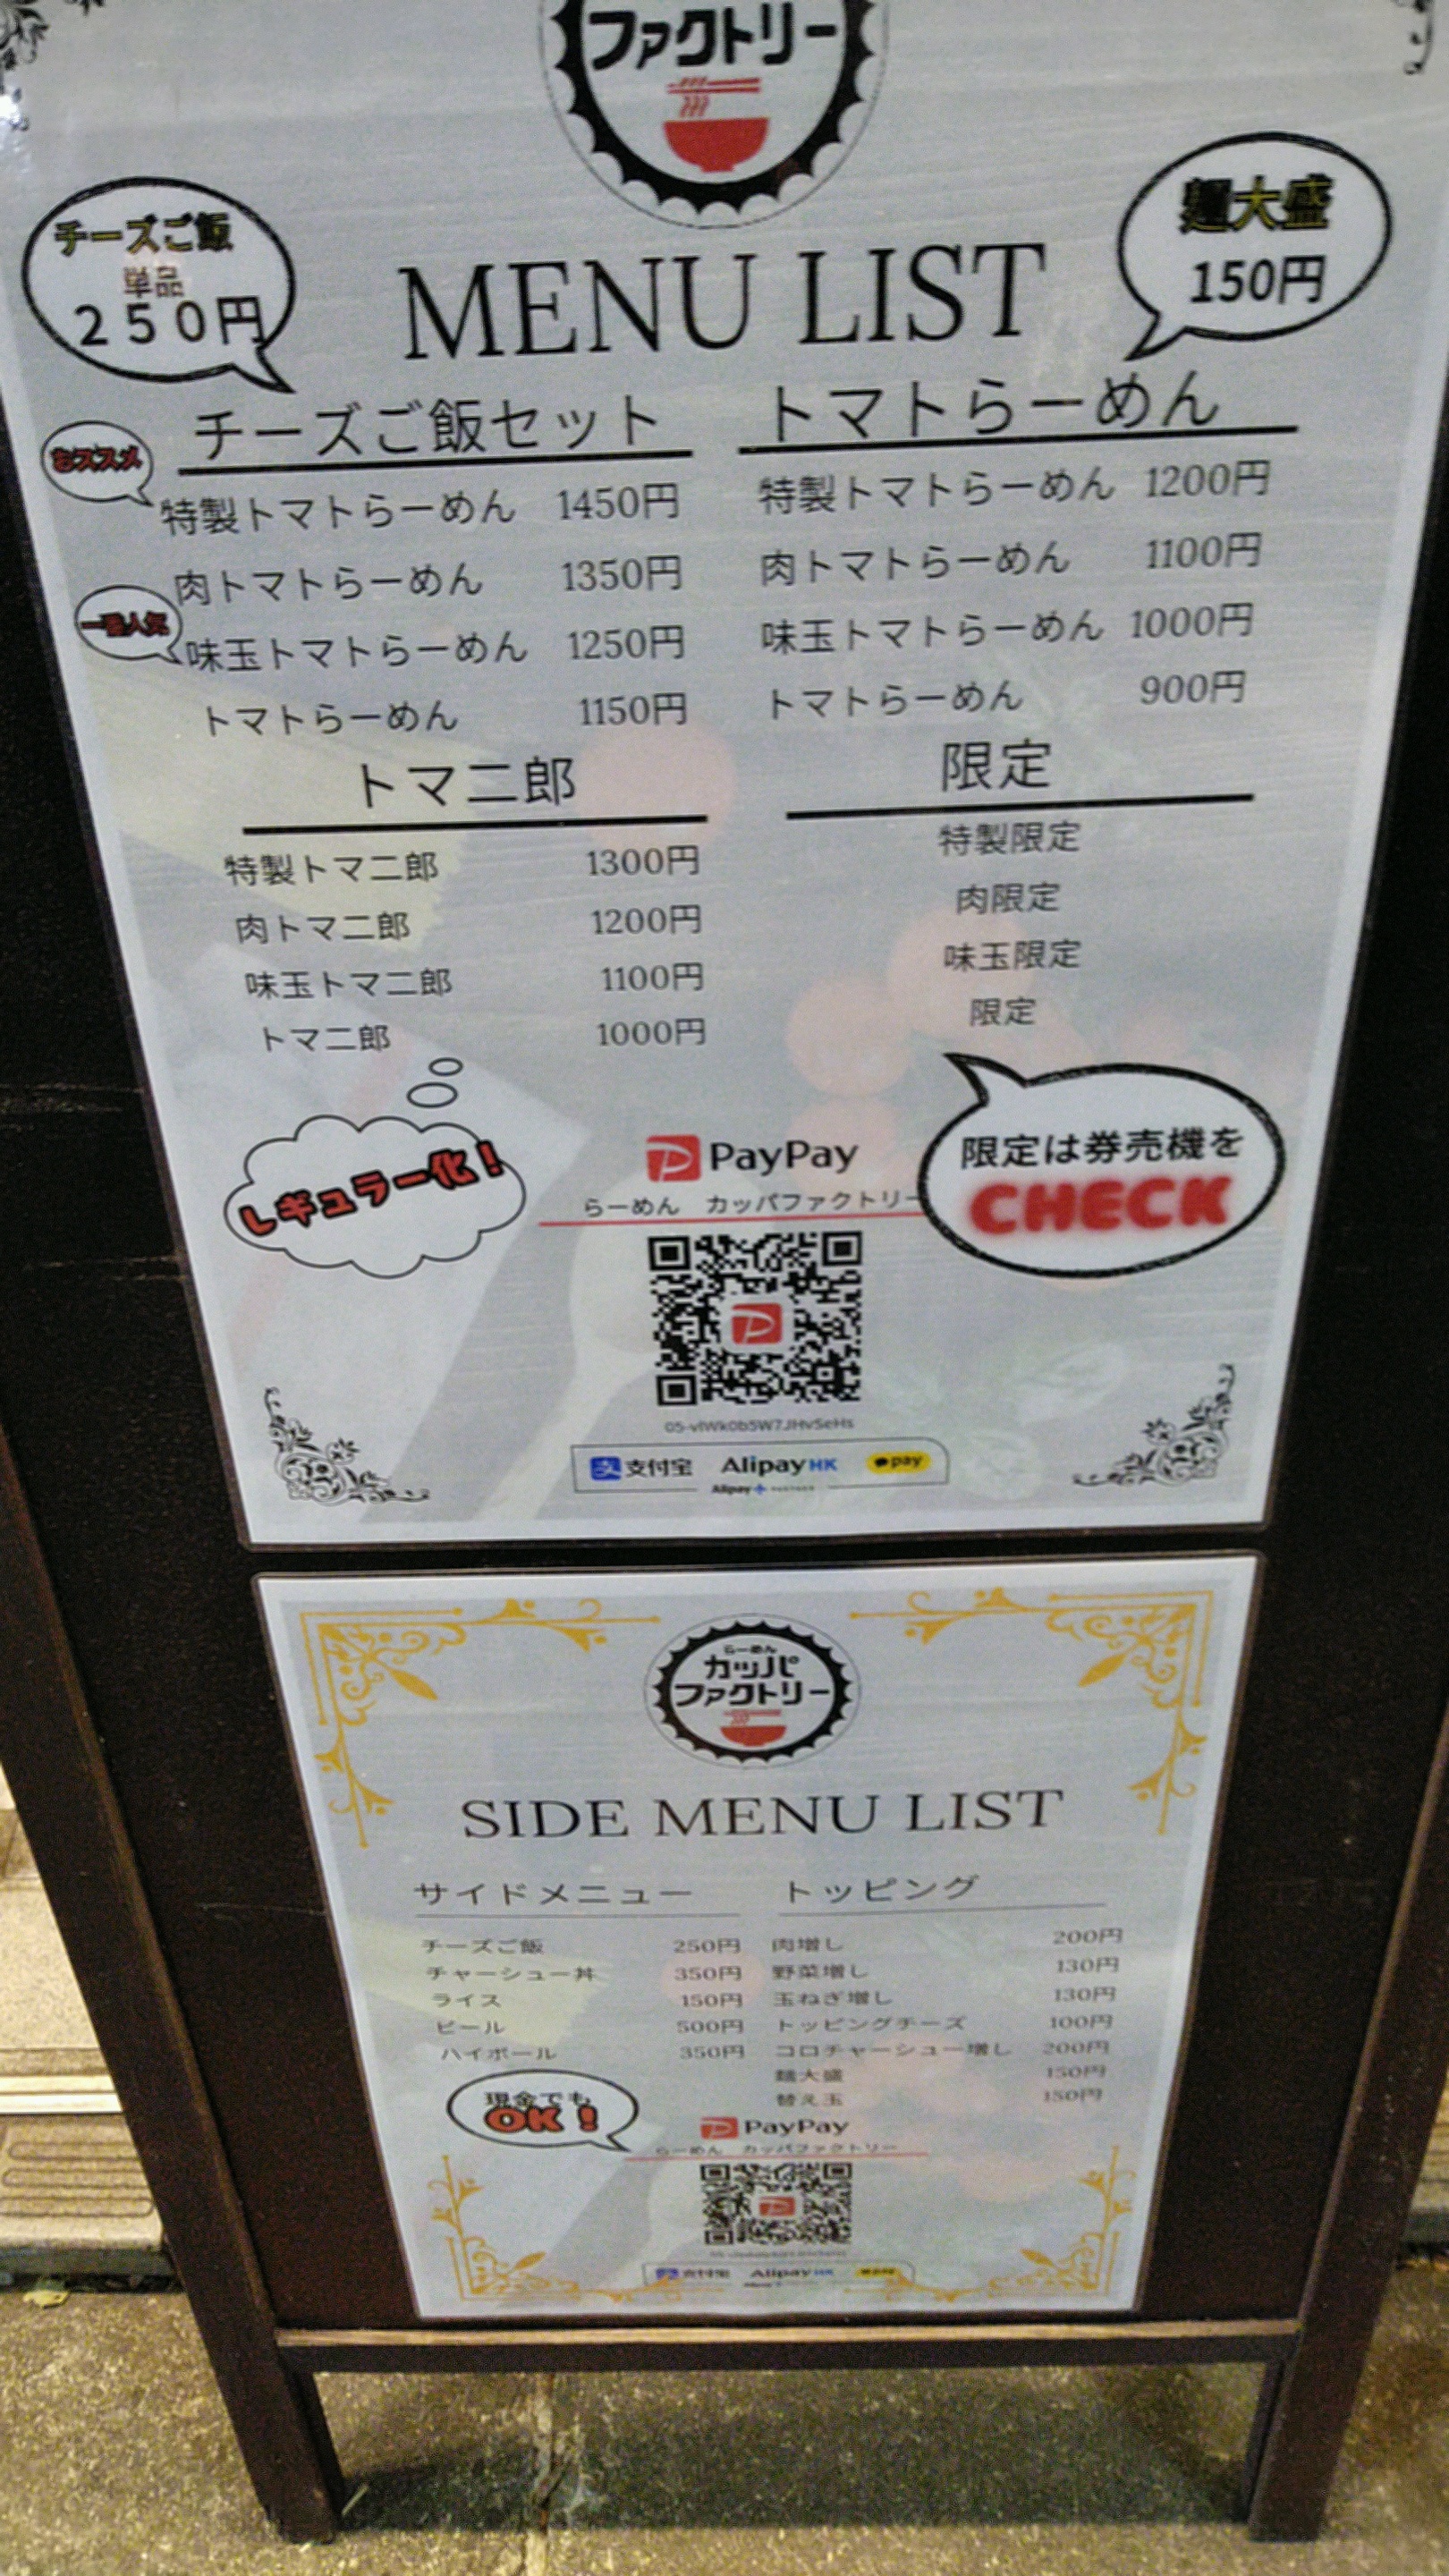 ファクトリー
チーズご飯
単品
２５０円
麺大盛
150円
MENU LIST
チーズご飯セット
おススメ
特製トマトらーめん 1450円
肉トマトらーめん 1350円
一番人気
味玉トマトらーめん 1250円
トマトらーめん 1150円
トマトらーめん
特製トマトらーめん 1200円
肉トマトらーめん 1100円
味玉トマトらーめん 1000円
トマトらーめん 900円
トマ二郎
特製トマ二郎 1300円
肉トマ二郎 1200円
味玉トマ二郎 1100円
トマ二郎 1000円
レギュラー化！
限定
特製限定
肉限定
味玉限定
限定
限定は券売機を
CHECK
PayPay
らーめん カッパファクトリー
支付宝 AlipayHK pay
Alipay+ PARTNER
らーめん
カッパ
ファクトリー
SIDE MENU LIST
サイドメニュー
チーズご飯 250円
チャーシュー丼 350円
ライス 150円
ビール 500円
ハイボール 350円
トッピング
肉増し 200円
野菜増し 130円
玉ねぎ増し 130円
トッピングチーズ 100円
コロチャーシュー増し 200円
麺大盛 150円
替え玉 150円
現金でも
OK！
PayPay
らーめん カッパファクトリー
支付宝 AlipayHK